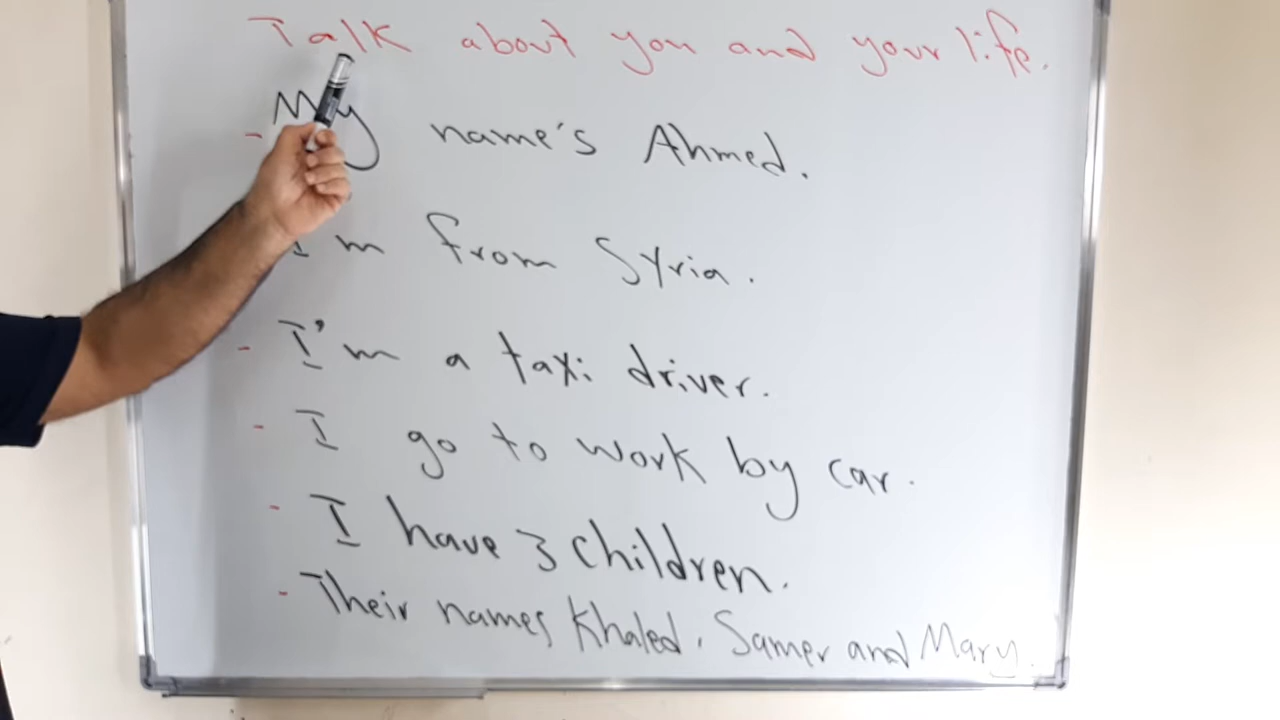 Talk about you and your life.
- My name's Ahmed.
I'm from Syria.
- I'm a taxi driver.
- I go to work by car.
- I have 3 children.
- Their names Khaled, Samer and Mary.